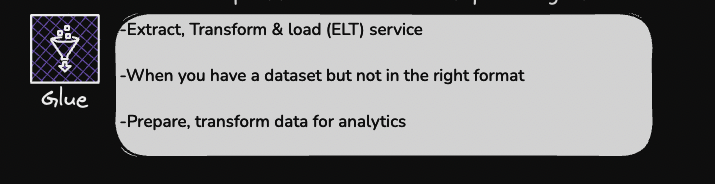 -Extract, Transform & load (ELT) service
-When you have a dataset but not in the right format
-Prepare, transform data for analytics
Glue